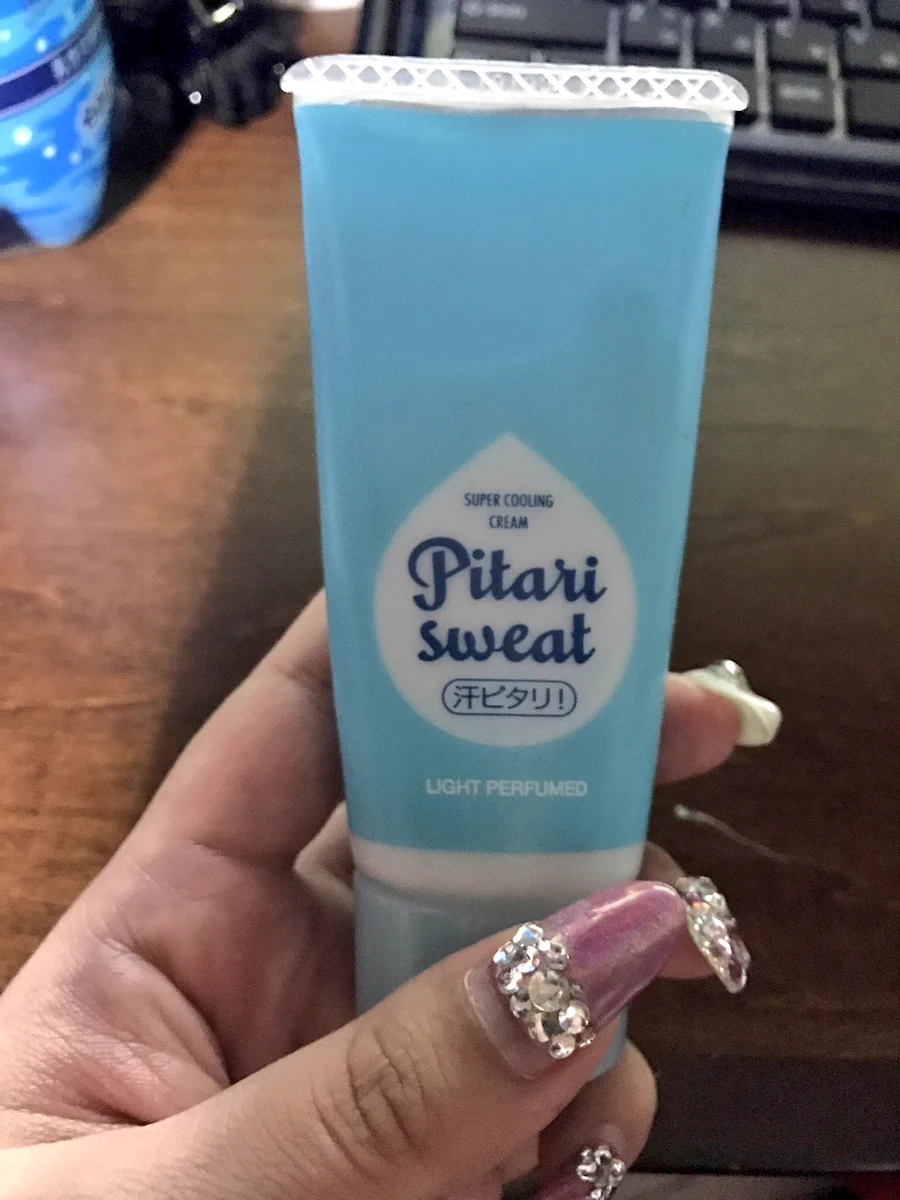 SUPER COOLING
CREAM
Pitari
sweat
汗ピタリ!
LIGHT PERFUMED